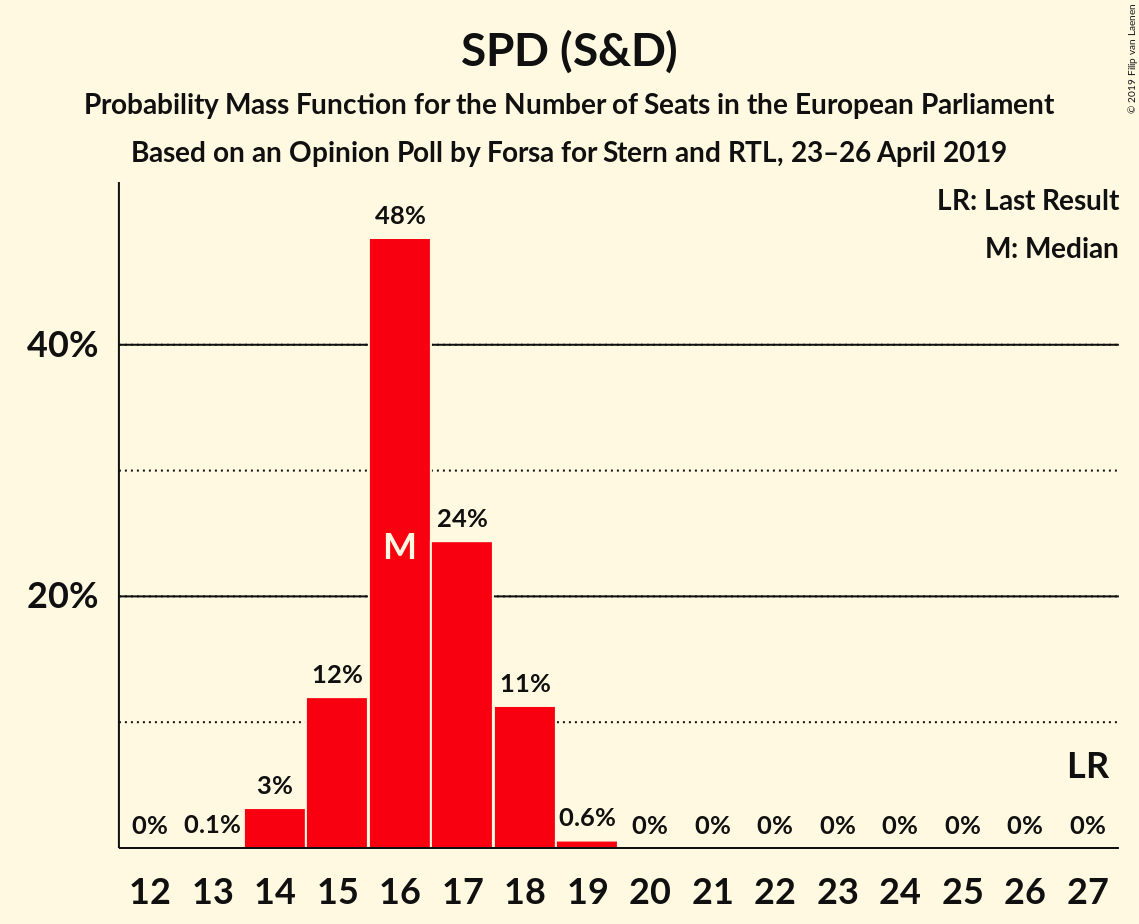 SPD (S&D)
Probability Mass Function for the Number of Seats in the European Parliament
Based on an Opinion Poll by Forsa for Stern and RTL, 23–26 April 2019
© 2019 Filip van Laenen
LR: Last Result
M: Median
48%
40%
24%
M
20%
12%
11%
LR
3%
0%
0.1%
0.6%
0%
0%
0%
0%
0%
0%
0%
0%
12 13 14 15 16 17 18 19 20 21 22 23 24 25 26 27